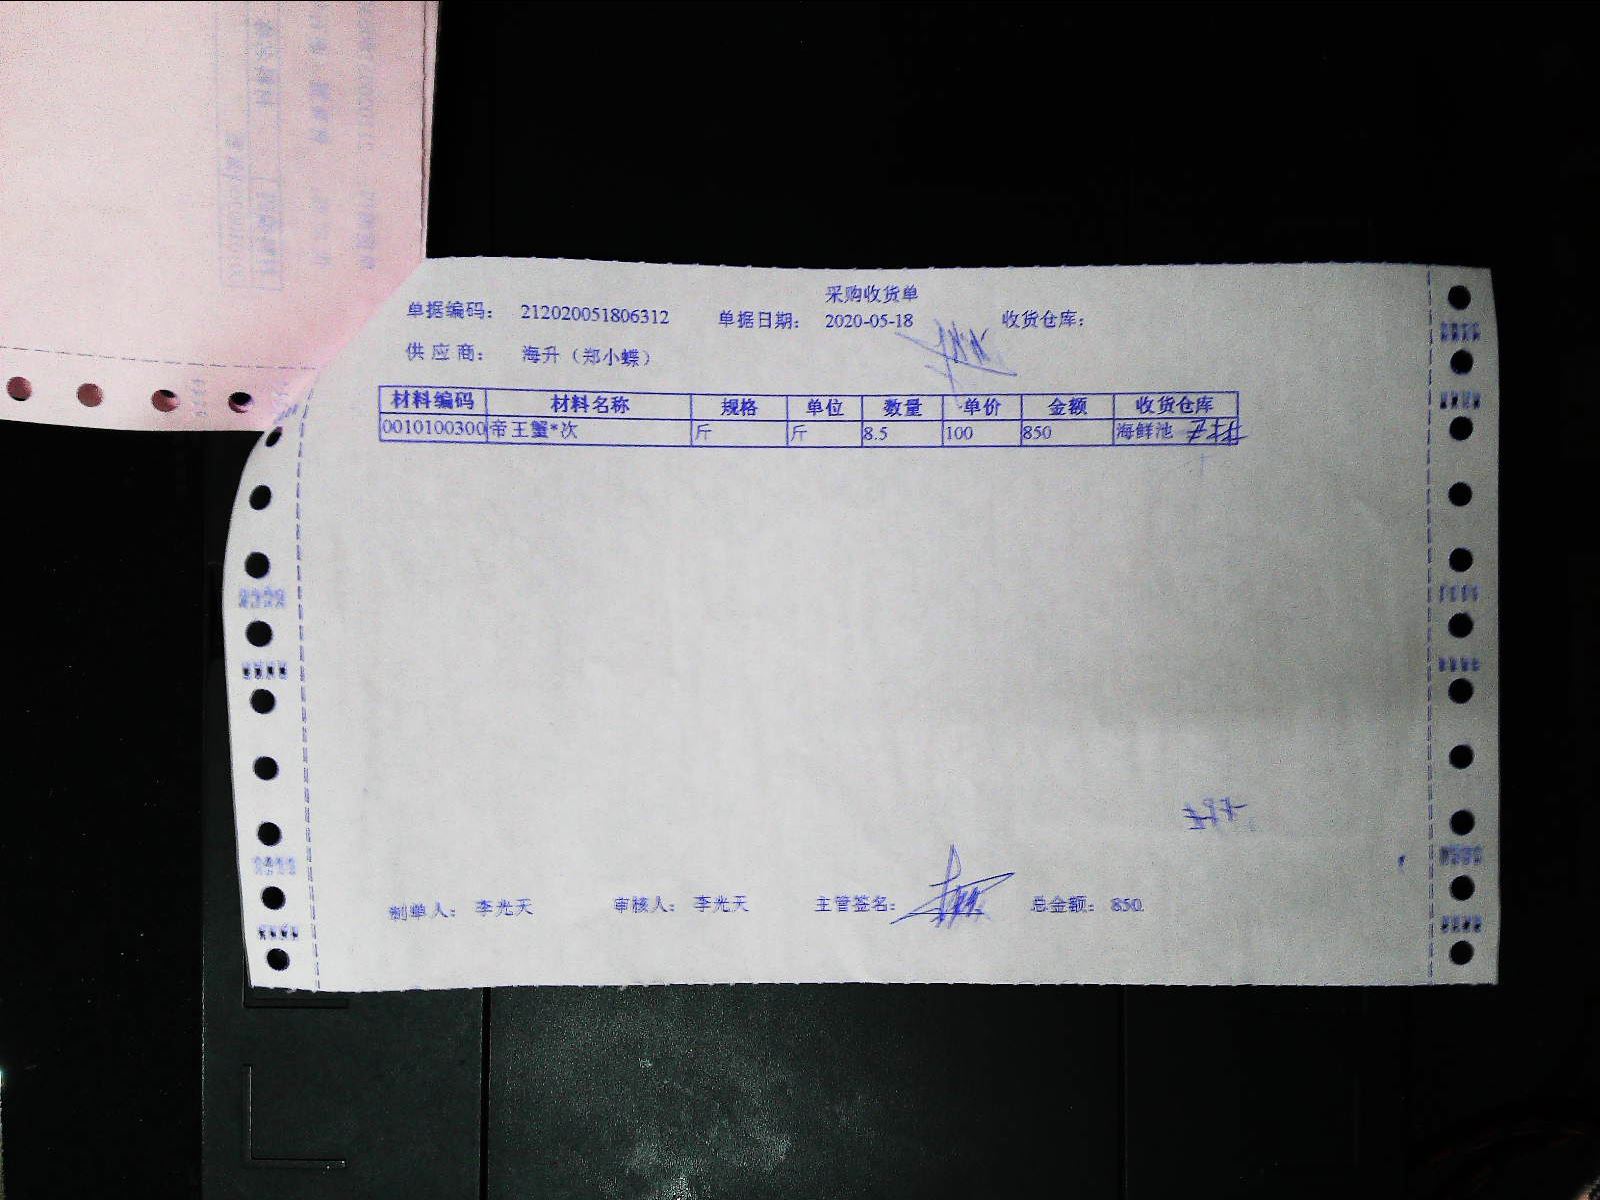 采购收货单
单据编码： 212020051806312 单据日期： 2020-05-18 收货仓库：
供 应 商： 海升（郑小蝶）
材料编码 材料名称 规格 单位 数量 单价 金额 收货仓库
0010100300 帝王蟹*次 斤 斤 8.5 100 850 海鲜池
制单人： 李光天 审核人： 李光天 主管签名： 总金额： 850.